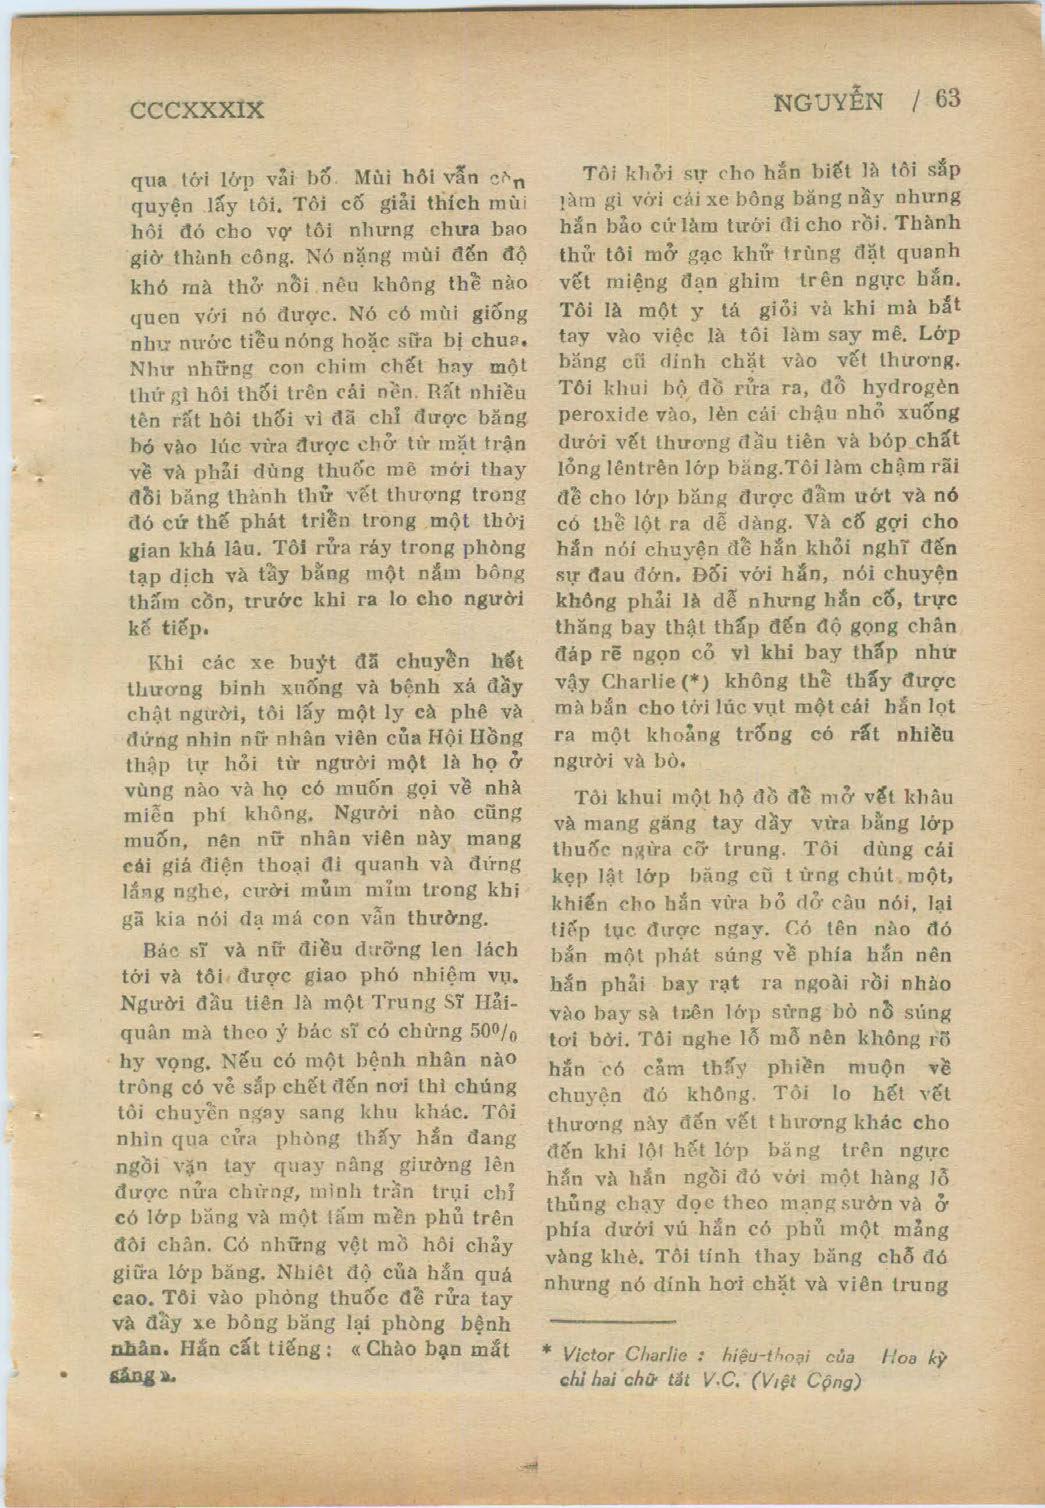 CCCXXXIX
NGUYỄN / 63
qua tới lớp vải bố. Mùi hôi vẫn còn
quyện lấy tôi. Tôi cố giải thích mùi
hôi đó cho vợ tôi nhưng chưa bao
giờ thành công. Nó nặng mùi đến độ
khó mà thở nổi nêu không thể nào
quen với nó được. Nó có mùi giống
như nước tiểu nóng hoặc sữa bị chua.
Như những con chim chết hay một
thứ gì hôi thối trên cái nền. Rất nhiều
tên rất hôi thối vì đã chỉ được băng
bó vào lúc vừa được chở từ mặt trận
về và phải dùng thuốc mê mới thay
đổi băng thành thử vết thương trong
đó cứ thế phát triển trong một thời
gian khá lâu. Tôi rửa ráy trong phòng
tạp dịch và tẩy bằng một nắm bông
thấm cồn, trước khi ra lo cho người
kế tiếp.
Khi các xe buýt đã chuyển hết
thương binh xuống và bệnh xá đầy
chật người, tôi lấy một ly cà phê và
đứng nhìn nữ nhân viên của Hội Hồng
thập tự hỏi từ người một là họ ở
vùng nào và họ có muốn gọi về nhà
miễn phí không. Người nào cũng
muốn, nên nữ nhân viên này mang
cái giá điện thoại đi quanh và đứng
lắng nghe, cười mủm mỉm trong khi
gã kia nói dạ má con vẫn thường.
Bác sĩ và nữ điều dưỡng len lách
tới và tôi được giao phó nhiệm vụ.
Người đầu tiên là một Trung Sĩ Hải-
quân mà theo ý bác sĩ có chừng 50%
hy vọng. Nếu có một bệnh nhân nào
trông có vẻ sắp chết đến nơi thì chúng
tôi chuyển ngay sang khu khác. Tôi
nhìn qua cửa phòng thấy hắn đang
ngồi vặn tay quay nâng giường lên
được nửa chừng, mình trần trụi chỉ
có lớp băng và một tấm mền phủ trên
đôi chân. Có những vệt mồ hôi chảy
giữa lớp băng. Nhiêt độ của hắn quá
cao. Tôi vào phòng thuốc để rửa tay
và đẩy xe bông băng lại phòng bệnh
nhân. Hắn cất tiếng : « Chào bạn mắt
sáng ».
Tôi khởi sự cho hắn biết là tôi sắp
làm gì với cái xe bông băng nầy nhưng
hắn bảo cứ làm tưới đi cho rồi. Thành
thử tôi mở gạc khử trùng đặt quanh
vết miệng đạn ghim trên ngực hắn.
Tôi là một y tá giỏi và khi mà bắt
tay vào việc là tôi làm say mê. Lớp
băng cũ dính chặt vào vết thương.
Tôi khui bộ đồ rửa ra, đổ hydrogèn
peroxide vào, lèn cái chậu nhỏ xuống
dưới vết thương đầu tiên và bóp chất
lỏng lêntrên lớp băng.Tôi làm chậm rãi
để cho lớp băng được đẫm ướt và nó
có thể lột ra dễ dàng. Và cố gợi cho
hắn nói chuyện để hắn khỏi nghĩ đến
sự đau đớn. Đối với hắn, nói chuyện
không phải là dễ nhưng hắn cố, trực
thăng bay thật thấp đến độ gọng chân
đáp rẽ ngọn cỏ vì khi bay thấp như
vậy Charlie (*) không thể thấy được
mà bắn cho tới lúc vụt một cái hắn lọt
ra một khoảng trống có rất nhiều
người và bò.
Tôi khui một hộ đồ để mở vết khâu
và mang găng tay dầy vừa bằng lớp
thuốc ngừa cỡ trung. Tôi dùng cái
kẹp lật lớp băng cũ từng chút một,
khiến cho hắn vừa bỏ dở câu nói, lại
tiếp tục được ngay. Có tên nào đó
bắn một phát súng về phía hắn nên
hắn phải bay rạt ra ngoài rồi nhào
vào bay sà trên lớp sừng bò nổ súng
tơi bời. Tôi nghe lỗ mỗ nên không rõ
hắn có cảm thấy phiền muộn về
chuyện đó không. Tôi lo hết vết
thương này đến vết thương khác cho
đến khi lột hết lớp băng trên ngực
hắn và hắn ngồi đó với một hàng lỗ
thủng chạy dọc theo mạng sườn và ở
phía dưới vú hắn có phủ một mảng
vàng khè. Tôi tính thay băng chỗ đó
nhưng nó dính hơi chặt và viên trung
* Victor Charlie : hiệu-thoại của Hoa kỳ
chỉ hai chữ tắt V.C. (Việt Cộng)